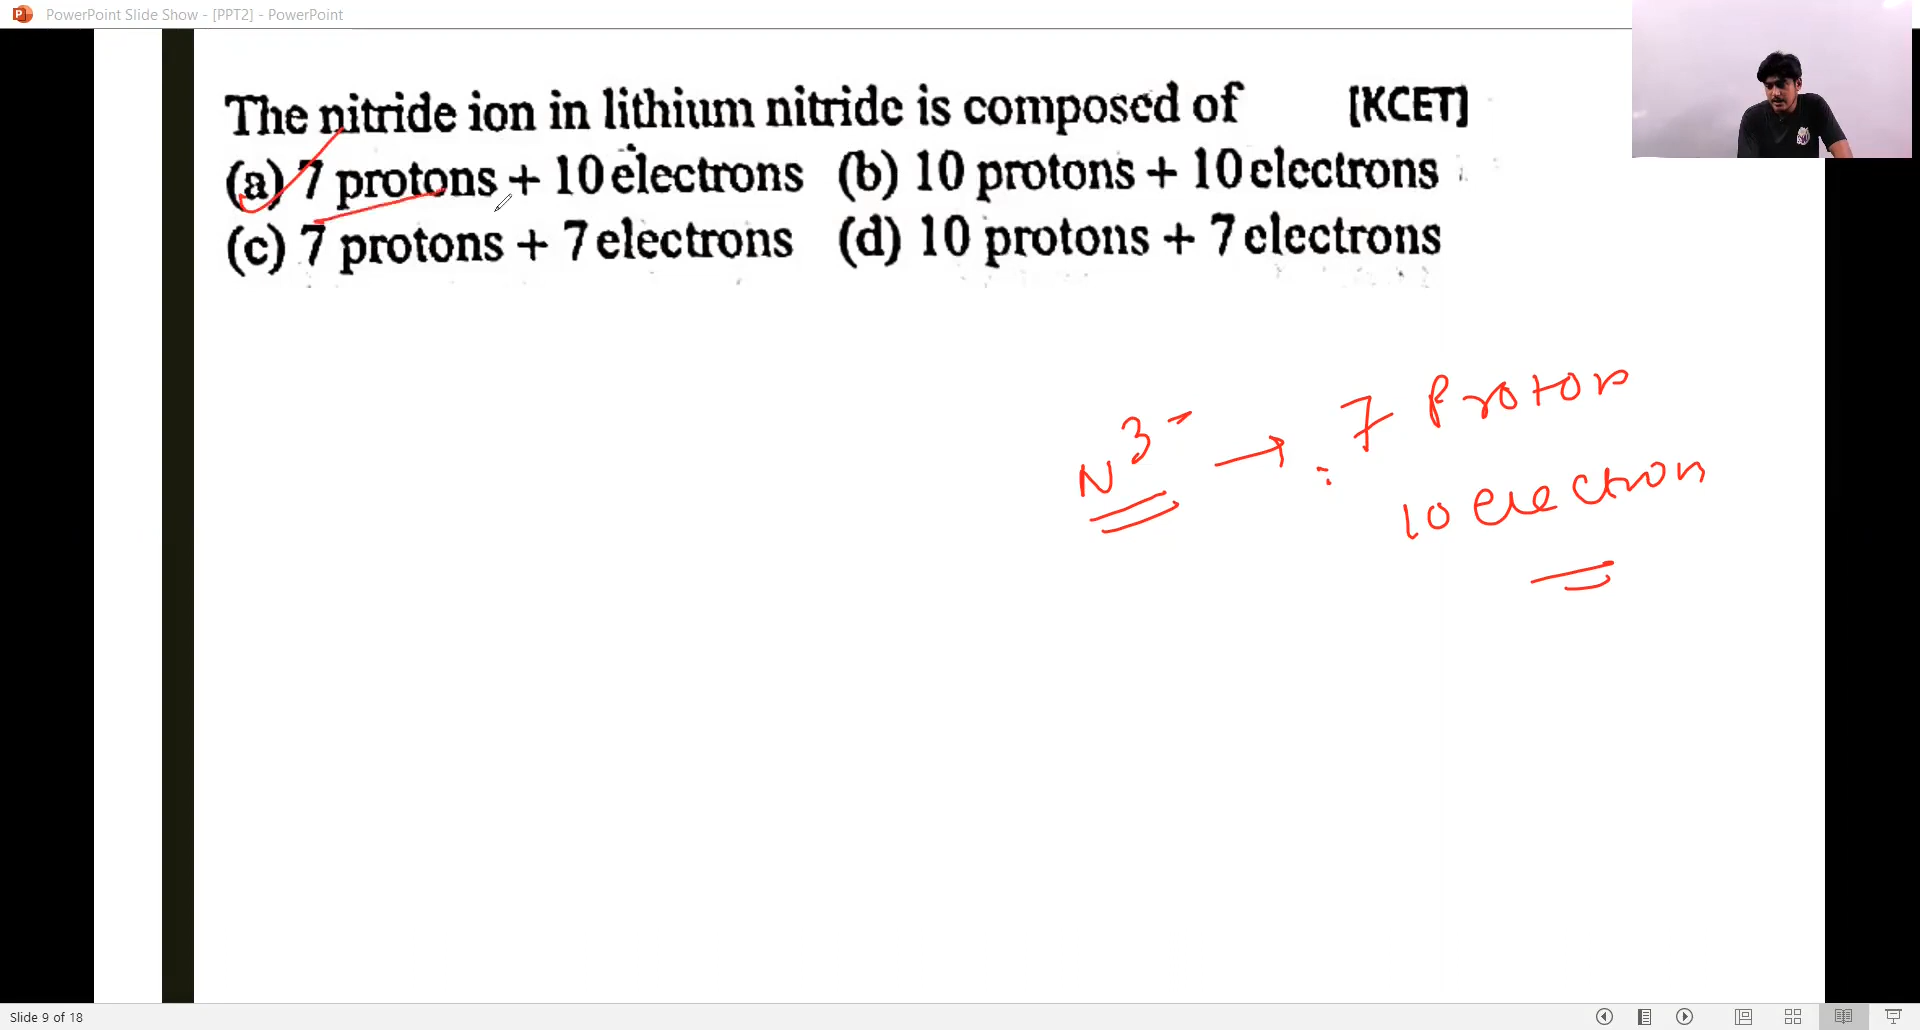 PowerPoint Slide Show - [PPT2] - PowerPoint
The nitride ion in lithium nitride is composed of [KCET]
(a) 7 protons + 10 electrons (b) 10 protons + 10 electrons
(c) 7 protons + 7 electrons (d) 10 protons + 7 electrons
N³⁻ → 7 Proton
10 electron
Slide 9 of 18